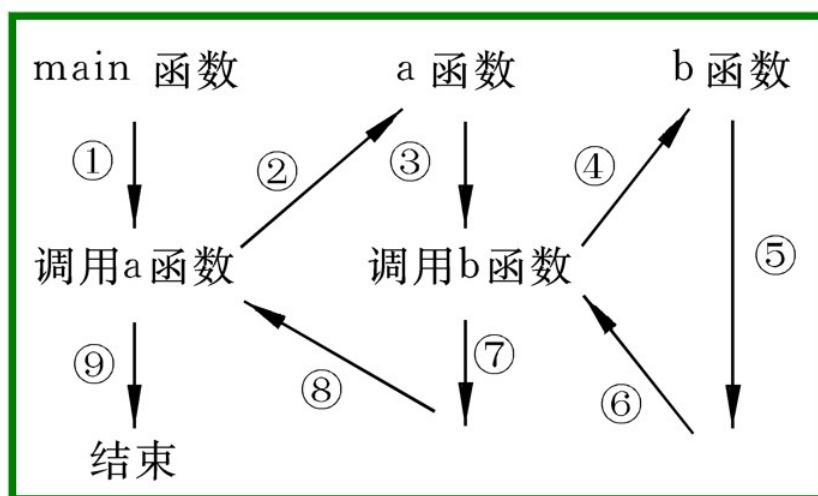 main 函数 a 函数 b 函数
① ② ③ ④
调用a函数 调用b函数 ⑤
⑨ ⑧ ⑦ ⑥
结束